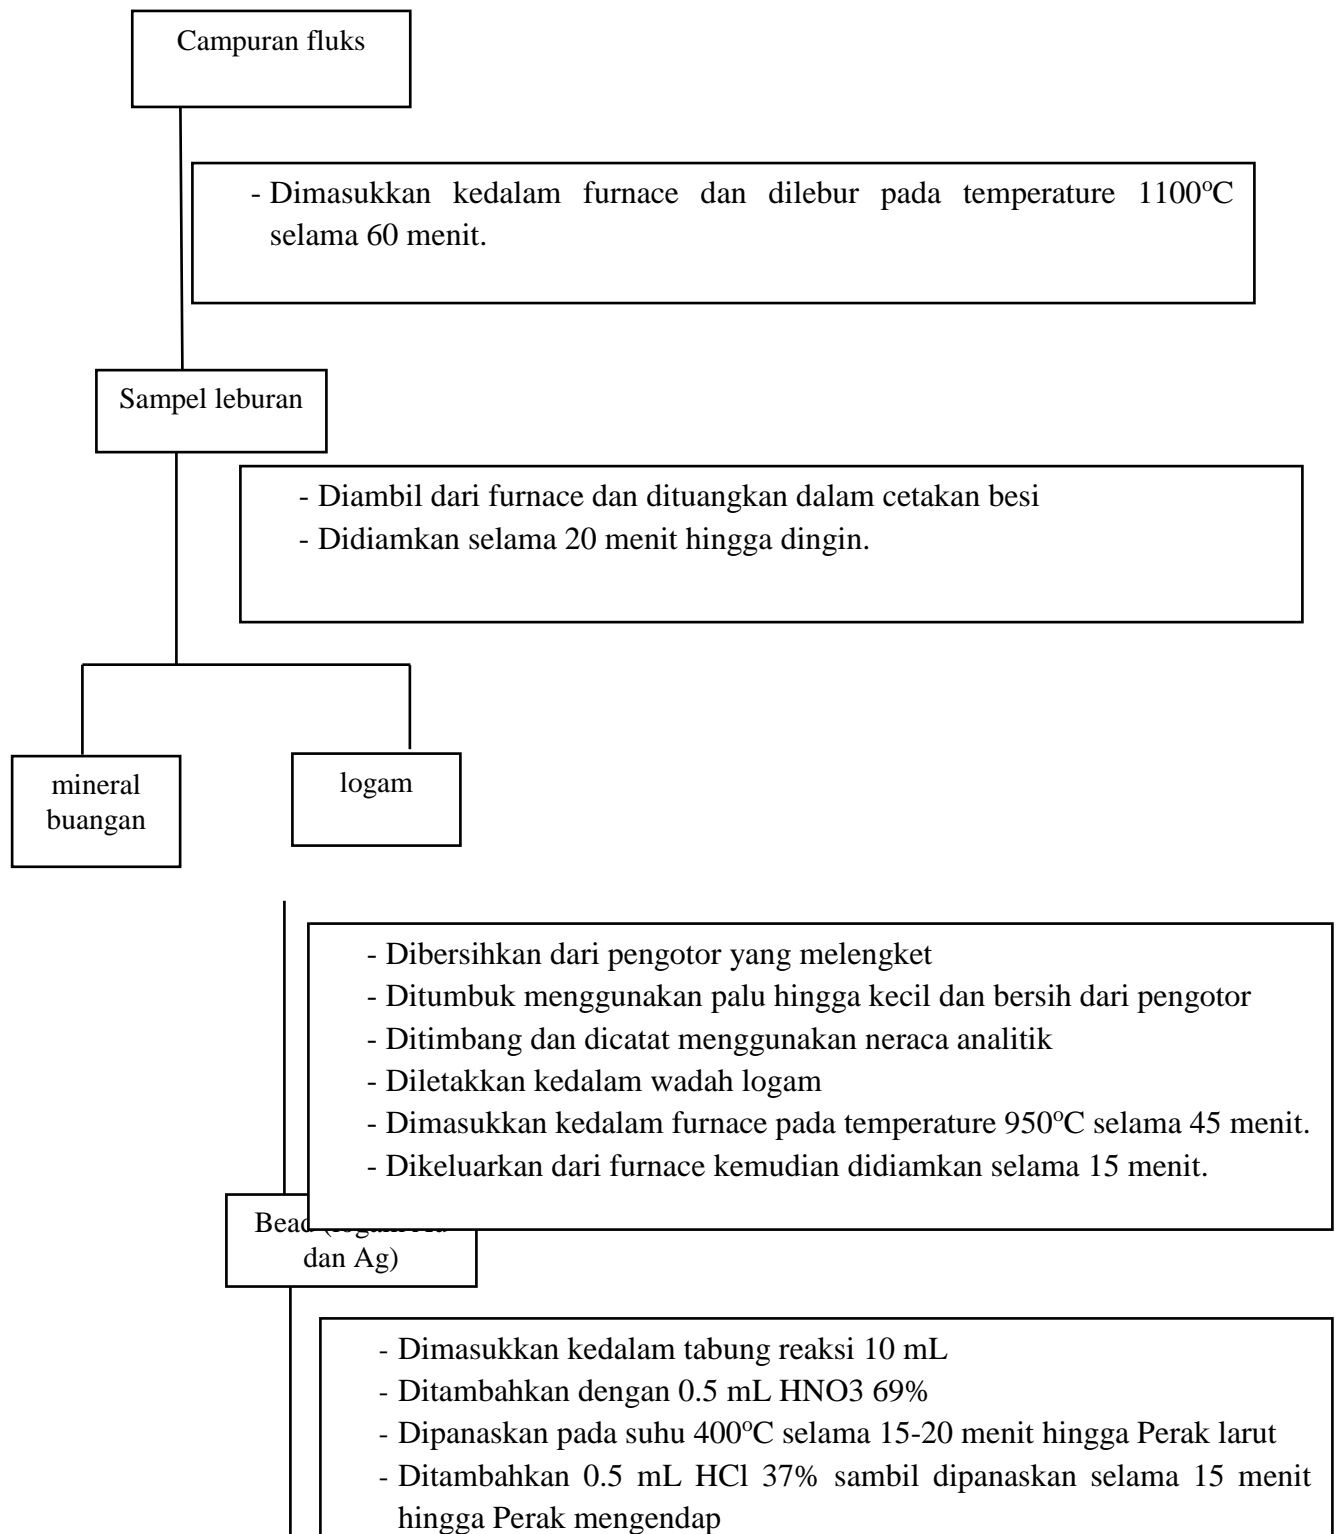 Campuran fluks
- Dimasukkan kedalam furnace dan dilebur pada temperature 1100°C
selama 60 menit.
Sampel leburan
- Diambil dari furnace dan dituangkan dalam cetakan besi
- Didiamkan selama 20 menit hingga dingin.
mineral
buangan
logam
- Dibersihkan dari pengotor yang melengket
- Ditumbuk menggunakan palu hingga kecil dan bersih dari pengotor
- Ditimbang dan dicatat menggunakan neraca analitik
- Diletakkan kedalam wadah logam
- Dimasukkan kedalam furnace pada temperature 950°C selama 45 menit.
- Dikeluarkan dari furnace kemudian didiamkan selama 15 menit.
Bead
dan Ag)
- Dimasukkan kedalam tabung reaksi 10 mL
- Ditambahkan dengan 0.5 mL HNO3 69%
- Dipanaskan pada suhu 400°C selama 15-20 menit hingga Perak larut
- Ditambahkan 0.5 mL HCl 37% sambil dipanaskan selama 15 menit
hingga Perak mengendap